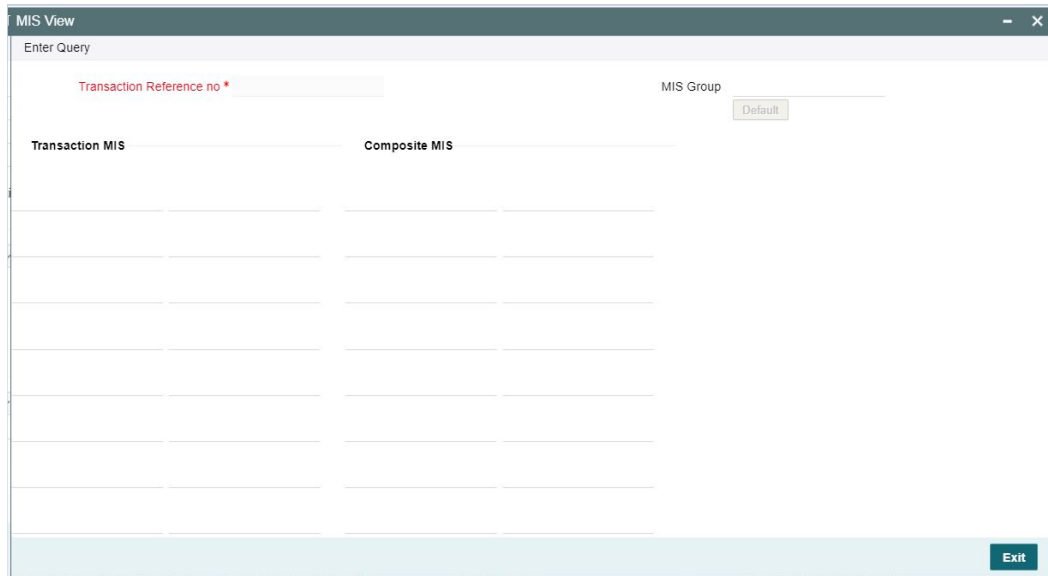 MIS View
Enter Query
Transaction Reference no * MIS Group
Default
Transaction MIS Composite MIS
Exit